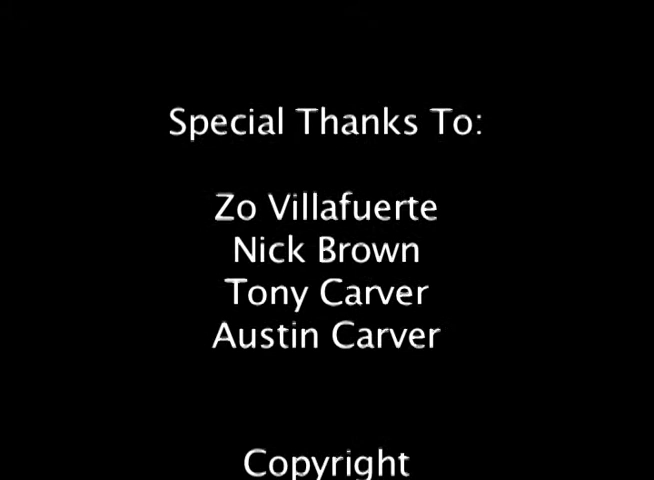 Special Thanks To:
Zo Villafuerte
Nick Brown
Tony Carver
Austin Carver
Copyright